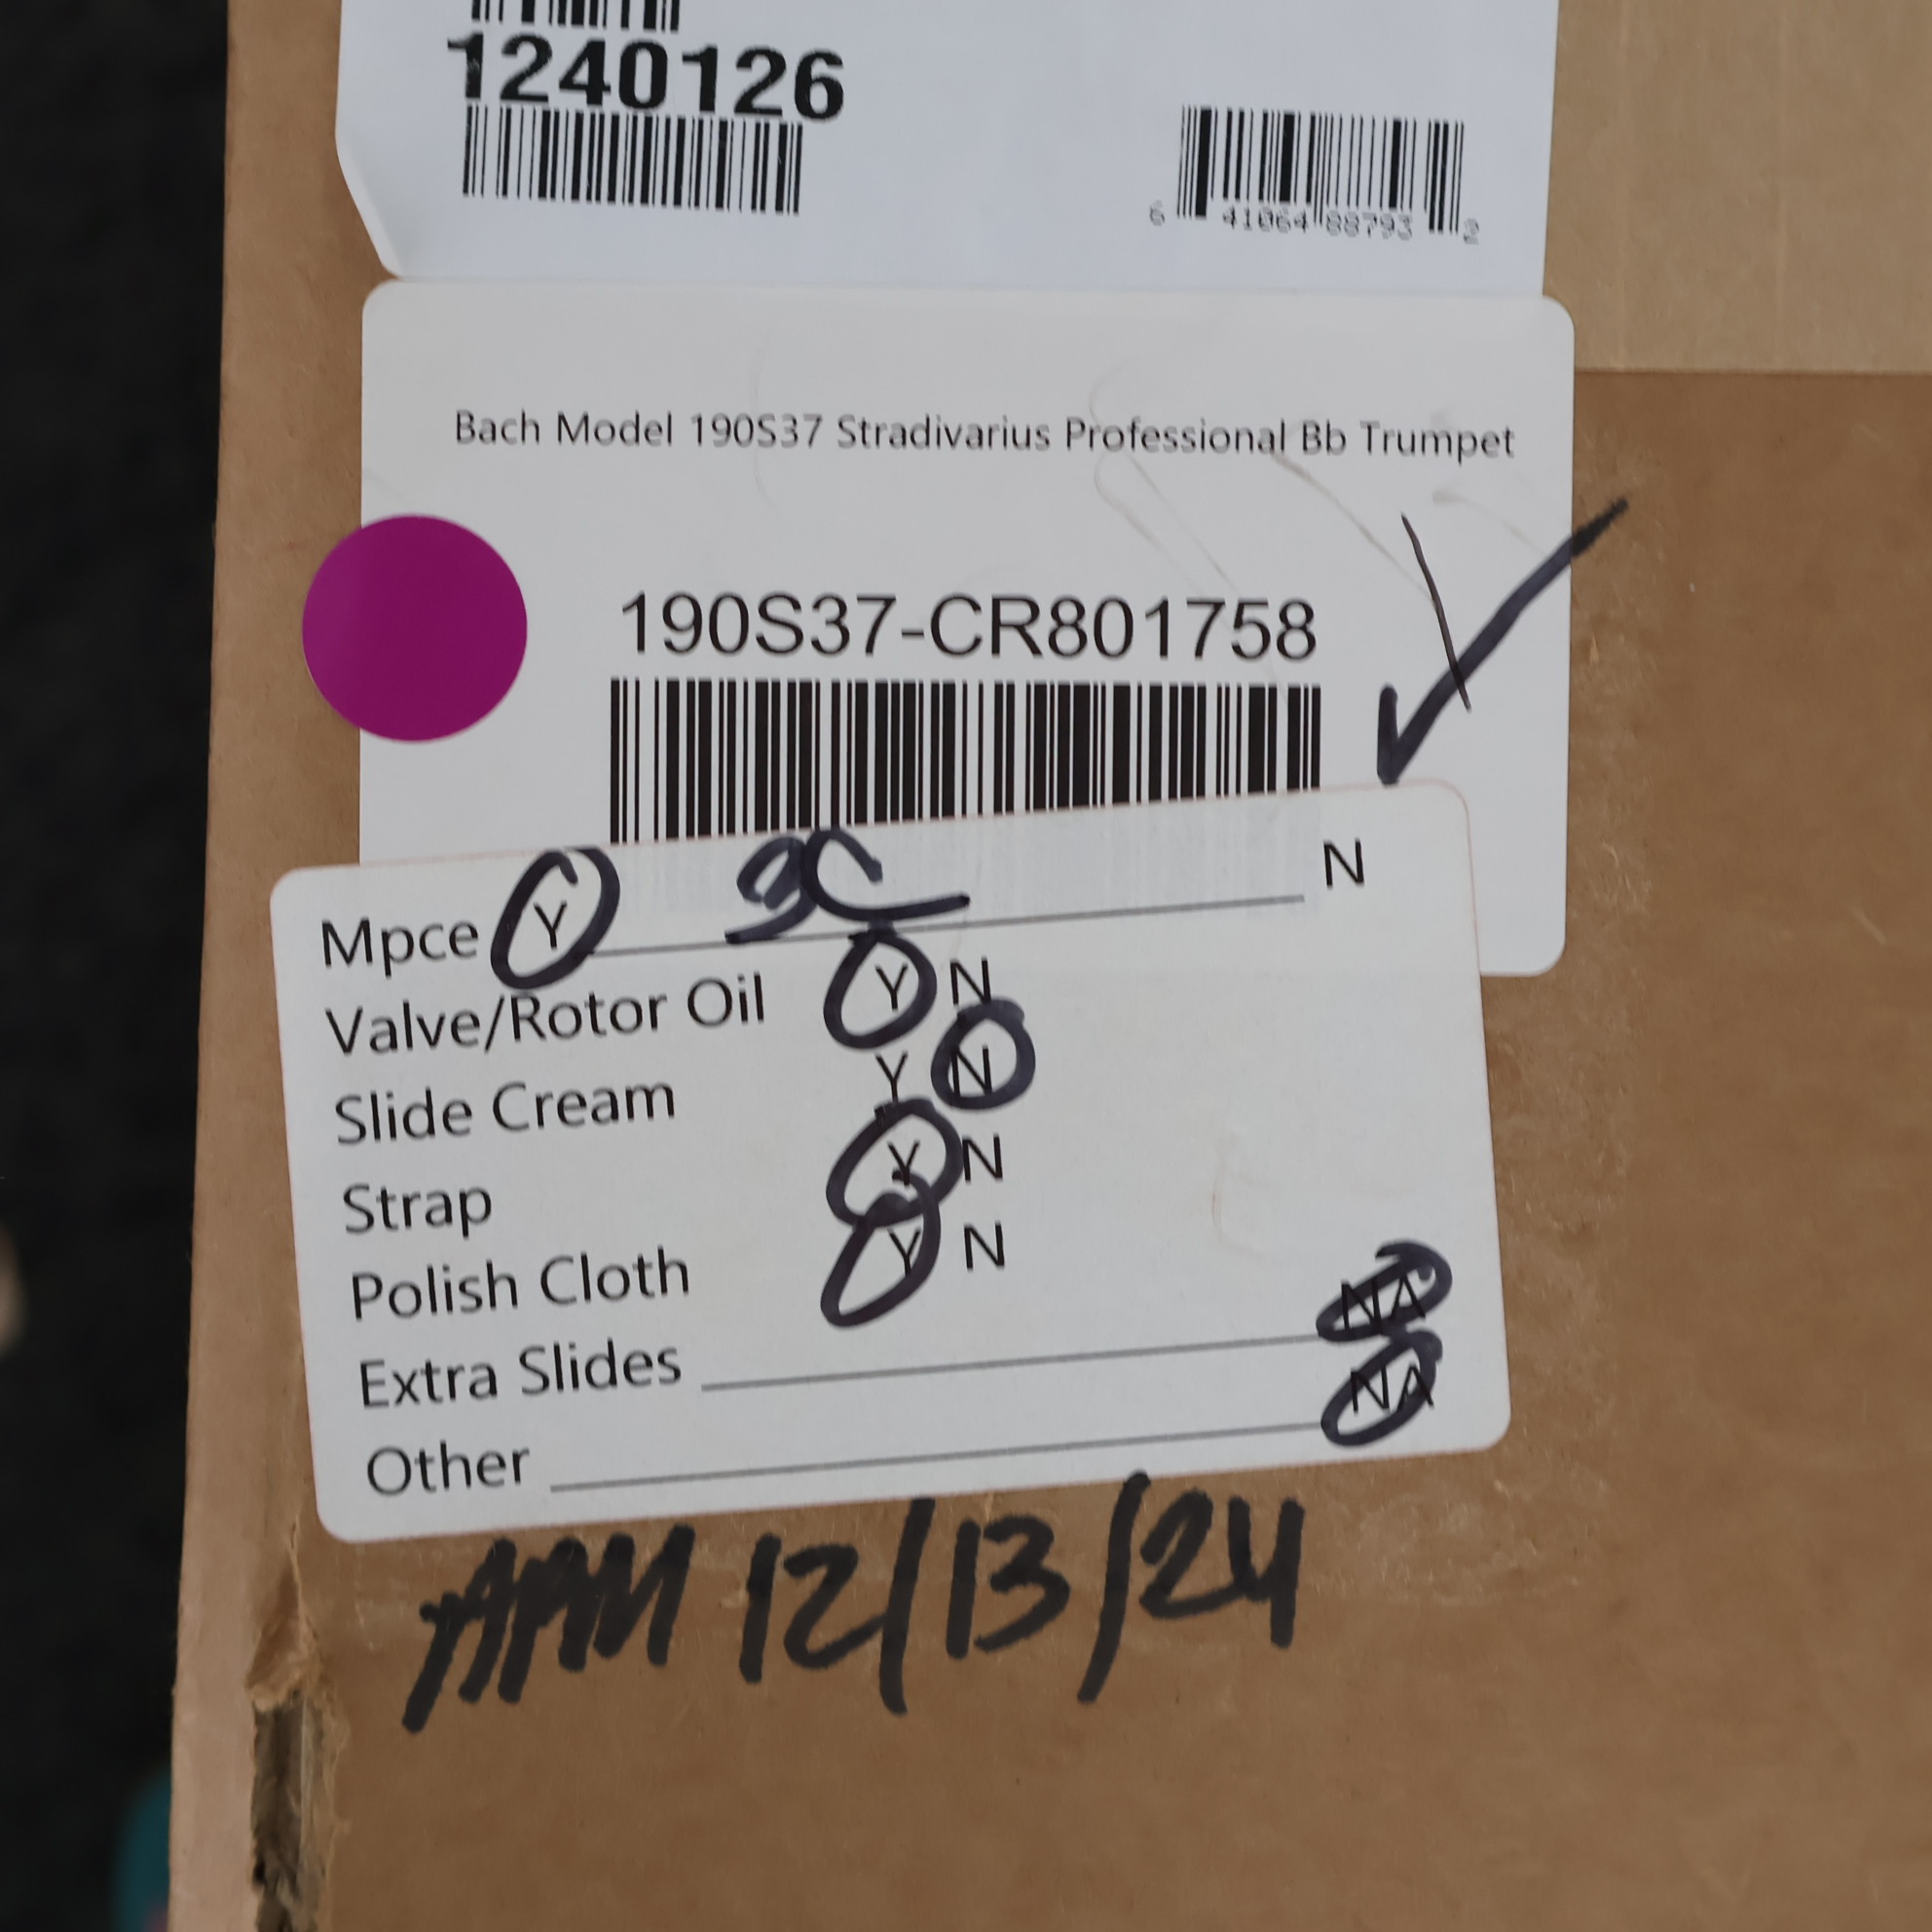 1240126
6 41064 88793 2
Bach Model 190S37 Stradivarius Professional Bb Trumpet
190S37-CR801758
Mpce Y 3C N
Valve/Rotor Oil Y N
Slide Cream Y N
Strap Y N
Polish Cloth Y N
Extra Slides NA
Other NA
12/13/24